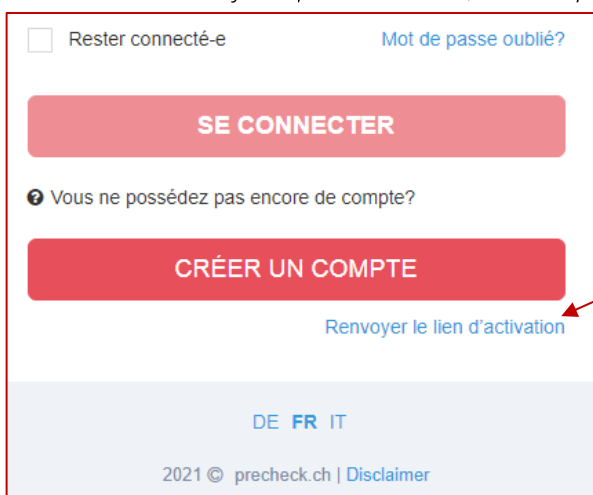 Rester connecté-e
Mot de passe oublié?
SE CONNECTER
Vous ne possédez pas encore de compte?
CRÉER UN COMPTE
Renvoyer le lien d'activation
DE FR IT
2021 © precheck.ch | Disclaimer